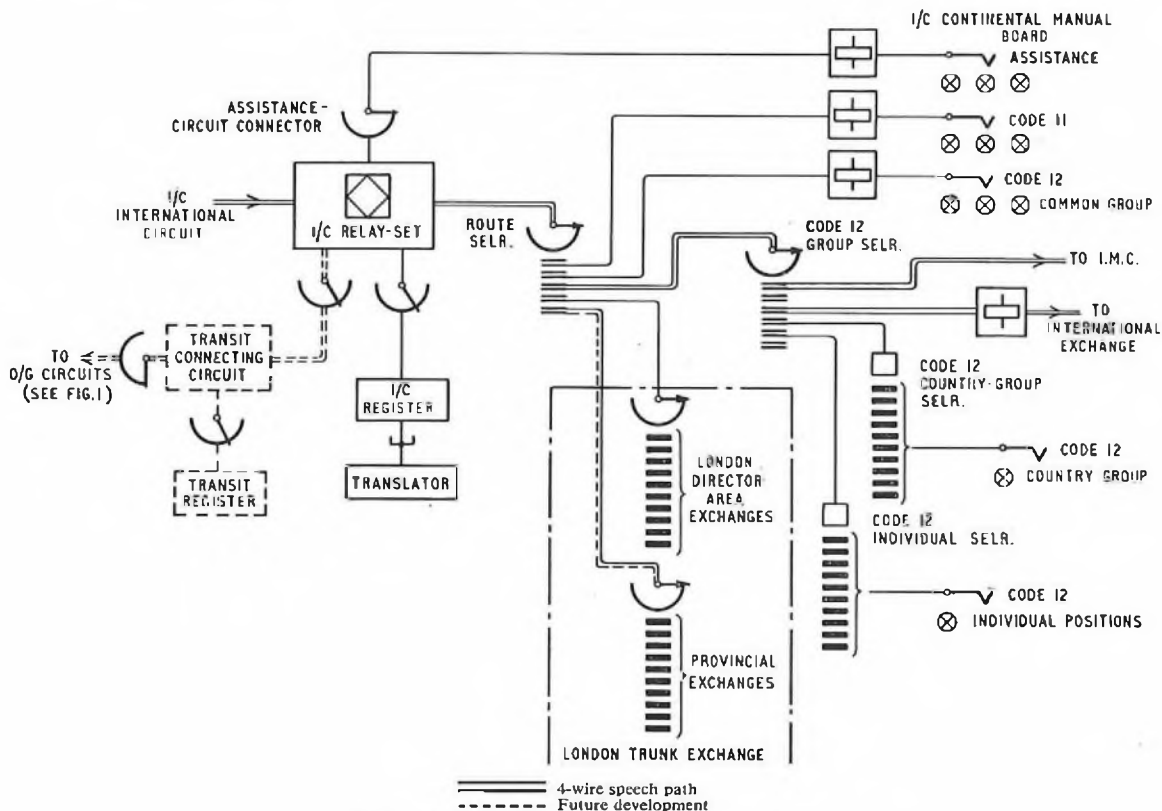 I/C CONTINENTAL MANUAL
BOARD
ASSISTANCE
ASSISTANCE-
CIRCUIT CONNECTOR
CODE 11
I/C
INTERNATIONAL
CIRCUIT
I/C RELAY-SET
ROUTE
SELR.
CODE 12
COMMON GROUP
CODE 12
GROUP SELR.
TO I.M.C.
TO
INTERNATIONAL
EXCHANGE
TO
O/G CIRCUITS
(SEE FIG.1)
TRANSIT
CONNECTING
CIRCUIT
I/C
REGISTER
CODE 12
COUNTRY-GROUP
SELR.
TRANSIT
REGISTER
TRANSLATOR
LONDON
DIRECTOR
AREA
EXCHANGES
CODE 12
COUNTRY GROUP
CODE 12
INDIVIDUAL SELR.
CODE 12
INDIVIDUAL POSITIONS
PROVINCIAL
EXCHANGES
LONDON TRUNK EXCHANGE
4-wire speech path
Future development